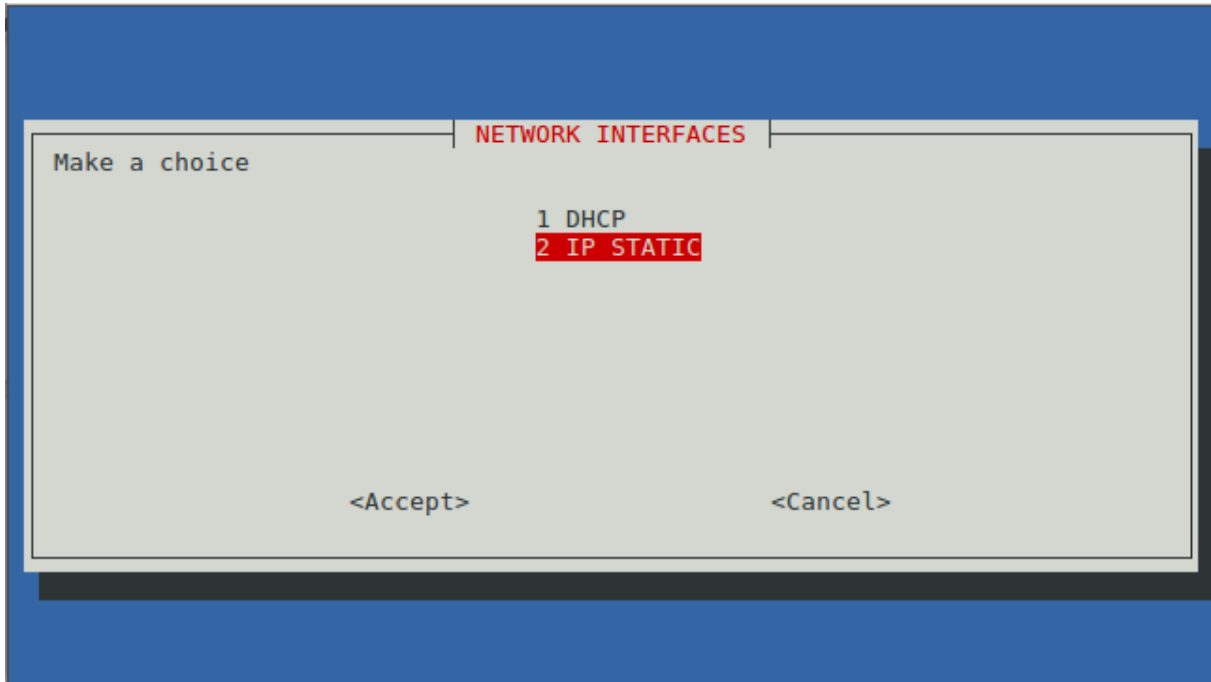 NETWORK INTERFACES
Make a choice
1 DHCP
2 IP STATIC
<Accept> <Cancel>